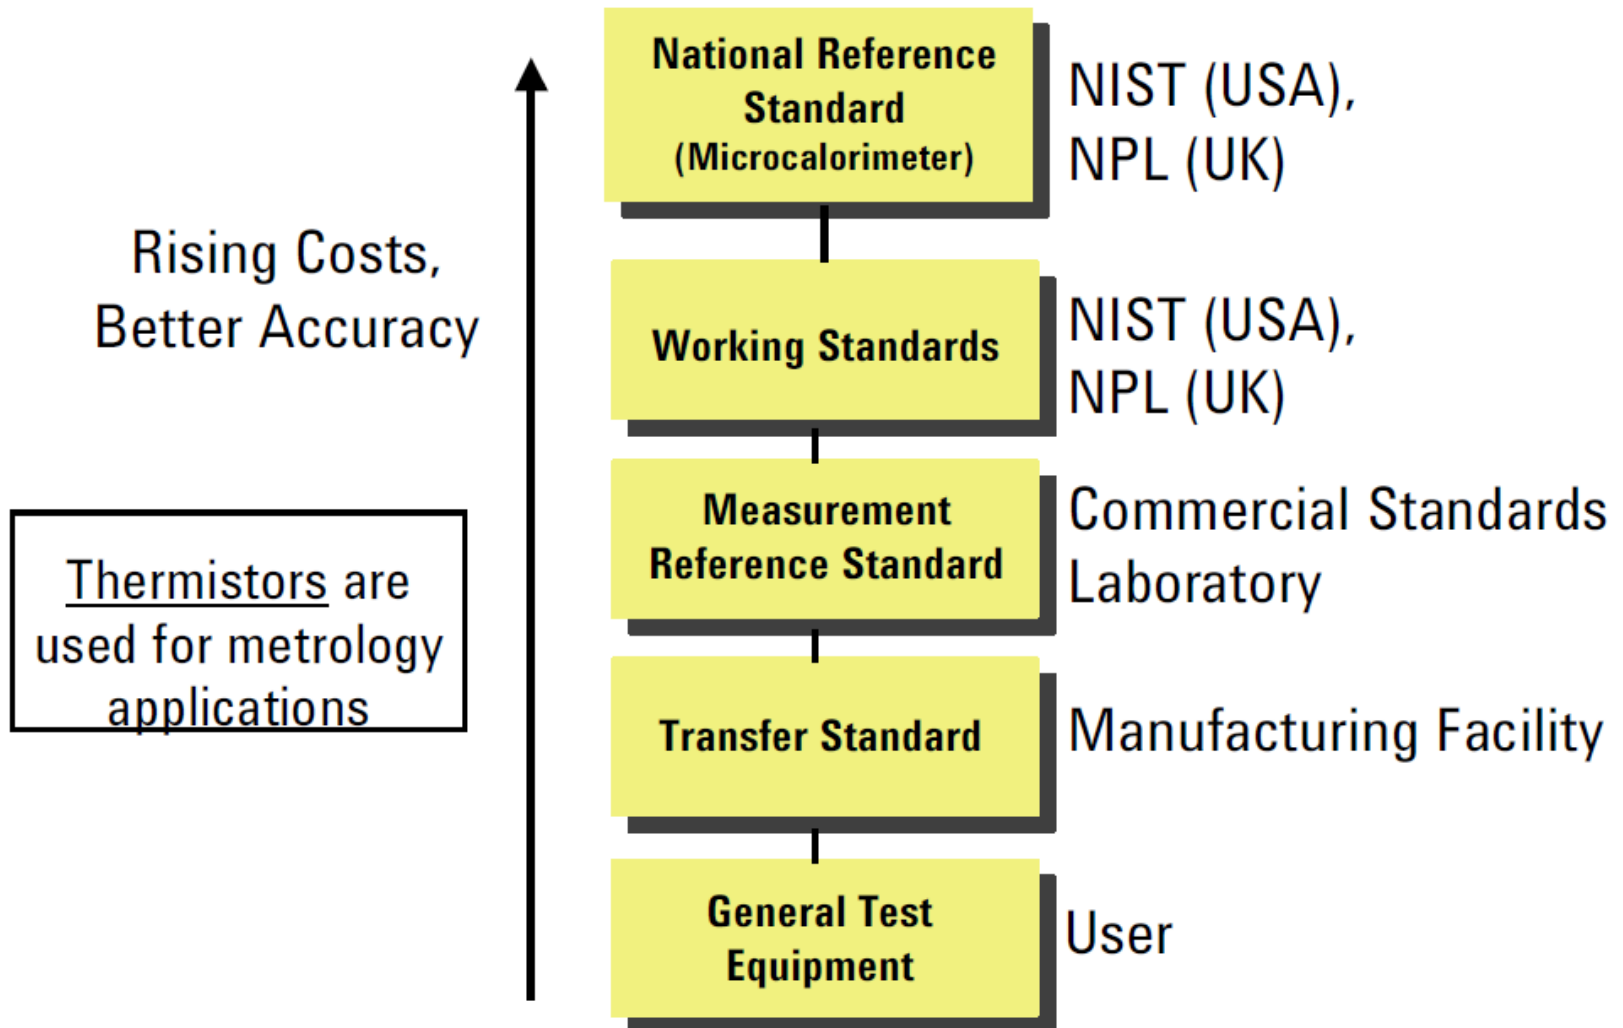 National Reference
Standard
(Microcalorimeter)
NIST (USA),
NPL (UK)
Rising Costs,
Better Accuracy
Working Standards
NIST (USA),
NPL (UK)
Measurement
Reference Standard
Commercial Standards
Laboratory
Thermistors are
used for metrology
applications
Transfer Standard
Manufacturing Facility
General Test
Equipment
User